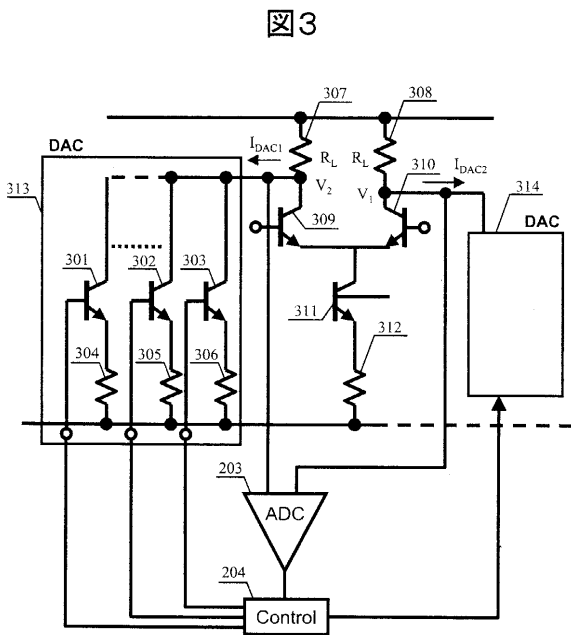 図3
307
308
DAC
I_DAC1
R_L
R_L
310
I_DAC2
313
V_2
V_1
314
309
DAC
301
302
303
311
312
304
305
306
203
ADC
204
Control